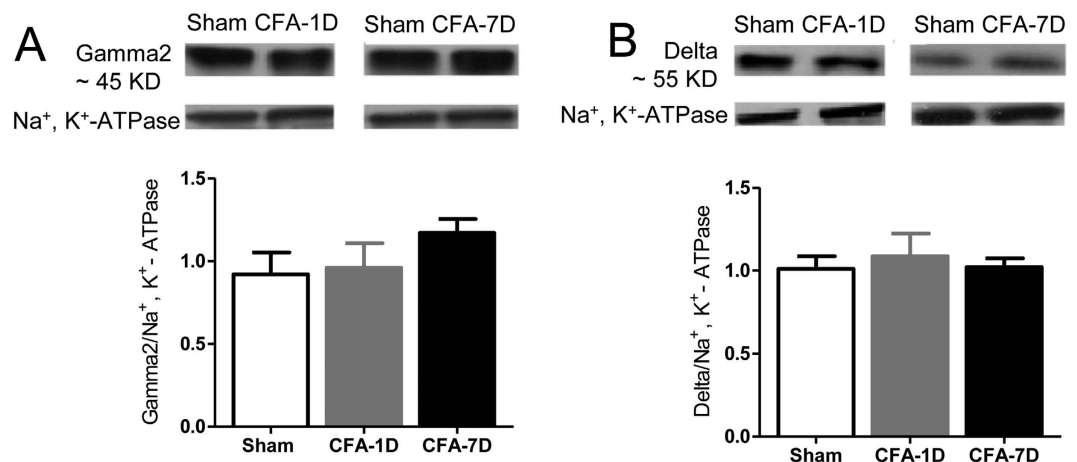 A
Sham CFA-1D
Sham CFA-7D
Gamma2
~ 45 KD
Na⁺, K⁺-ATPase
Gamma2/Na⁺, K⁺- ATPase
1.5
1.0
0.5
0.0
Sham
CFA-1D
CFA-7D
B
Sham CFA-1D
Sham CFA-7D
Delta
~ 55 KD
Na⁺, K⁺-ATPase
Delta/Na⁺, K⁺- ATPase
1.5
1.0
0.5
0.0
Sham
CFA-1D
CFA-7D